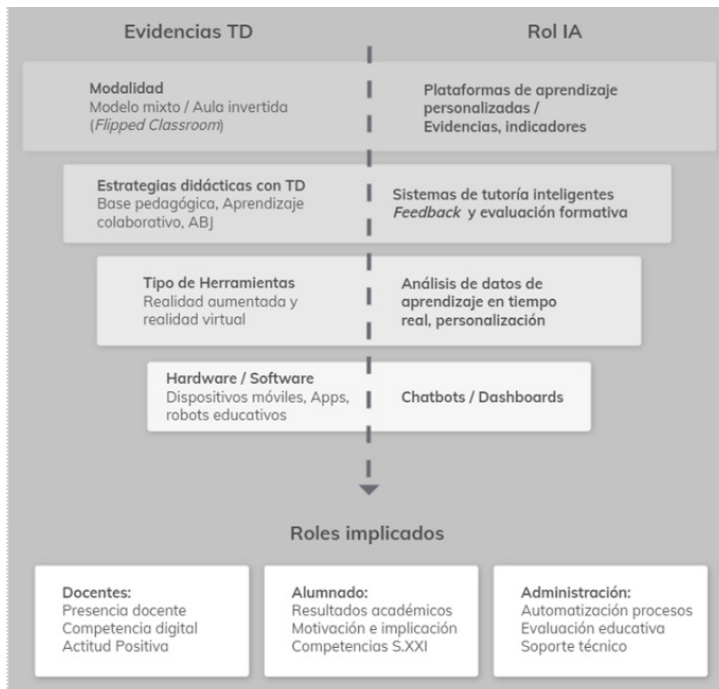 Evidencias TD
Rol IA
Modalidad
Modelo mixto / Aula invertida
(Flipped Classroom)
Plataformas de aprendizaje
personalizadas /
Evidencias, indicadores
Estrategias didácticas con TD
Base pedagógica, Aprendizaje
colaborativo, ABJ
Sistemas de tutoría inteligentes
Feedback y evaluación formativa
Tipo de Herramientas
Realidad aumentada y
realidad virtual
Análisis de datos de
aprendizaje en tiempo
real, personalización
Hardware / Software
Dispositivos móviles, Apps,
robots educativos
Chatbots / Dashboards
Roles implicados
Docentes:
Presencia docente
Competencia digital
Actitud Positiva
Alumnado:
Resultados académicos
Motivación e implicación
Competencias S.XXI
Administración:
Automatización procesos
Evaluación educativa
Soporte técnico